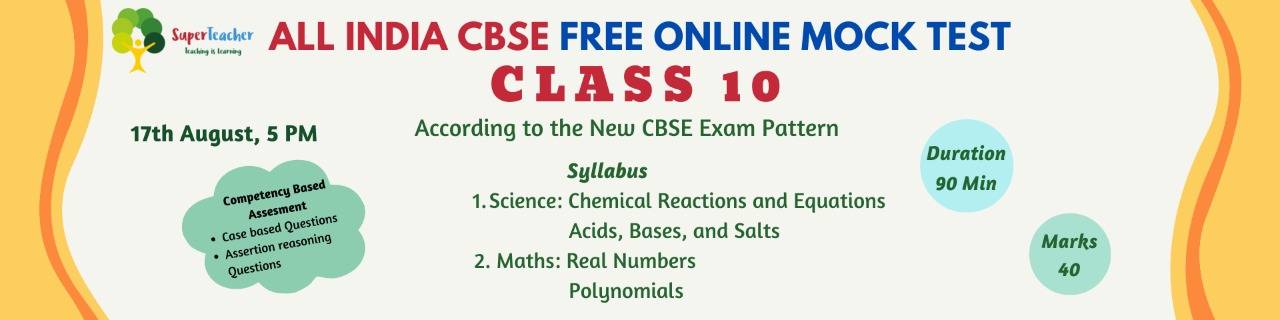 SuperTeacher
Teaching is learning
ALL INDIA CBSE FREE ONLINE MOCK TEST
CLASS 10
According to the New CBSE Exam Pattern
17th August, 5 PM
Competency Based
Assesment
• Case based Questions
• Assertion reasoning
Questions
Syllabus
1. Science: Chemical Reactions and Equations
Acids, Bases, and Salts
2. Maths: Real Numbers
Polynomials
Duration
90 Min
Marks
40